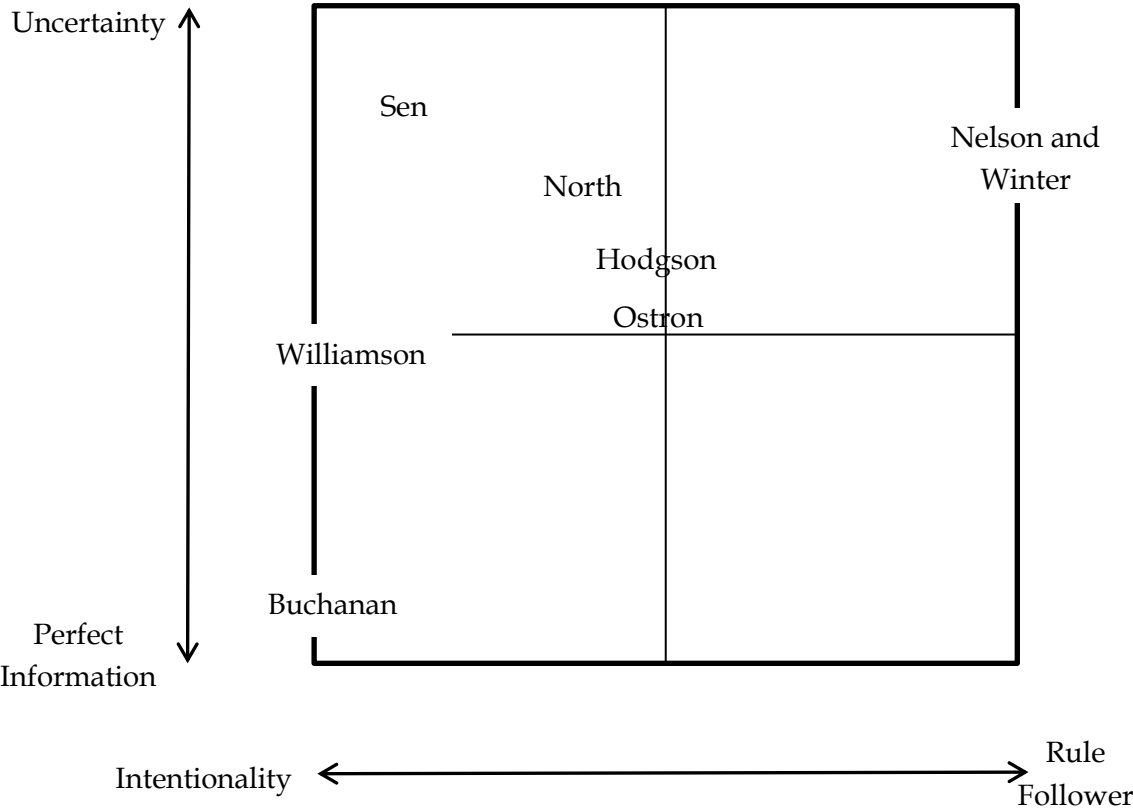 Uncertainty
Sen
Nelson and
Winter
North
Hodgson
Ostron
Williamson
Buchanan
Perfect
Information
Intentionality
Rule
Follower